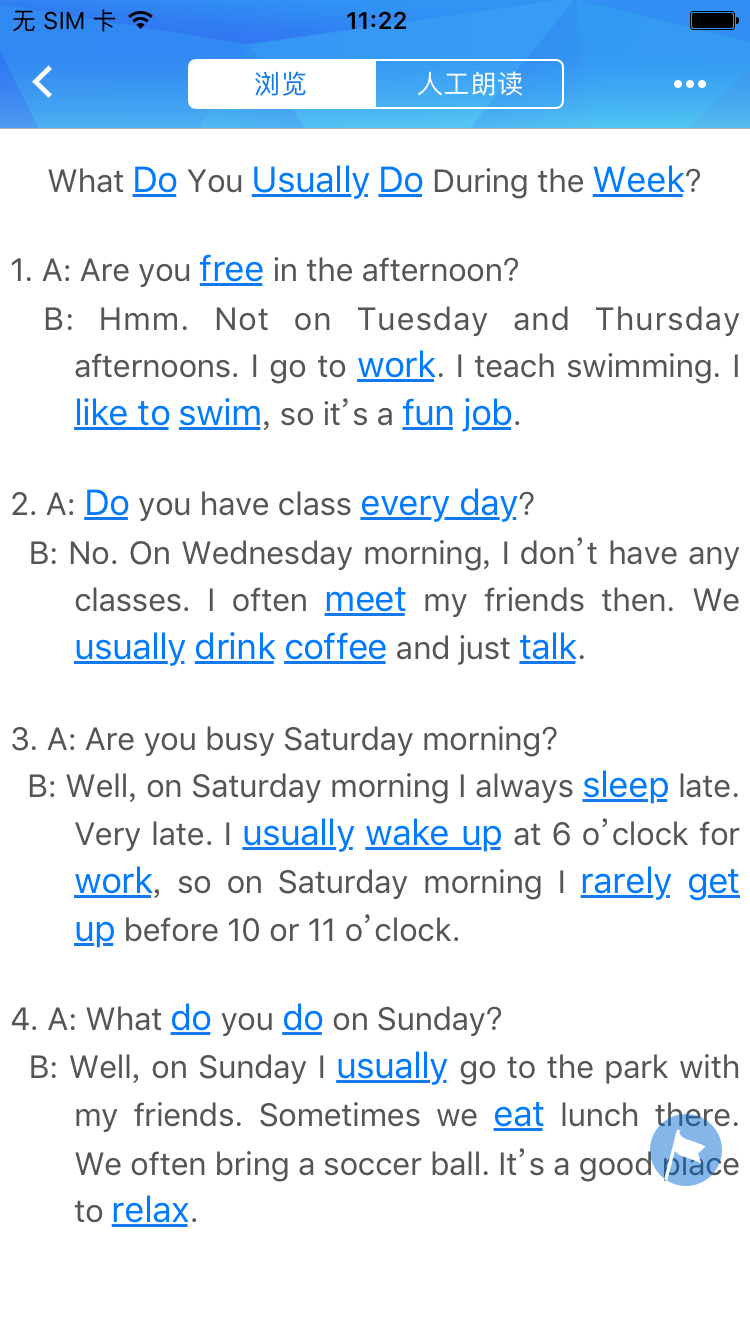 无 SIM 卡
11:22
浏览
人工朗读
What Do You Usually Do During the Week?
1. A: Are you free in the afternoon?
B: Hmm. Not on Tuesday and Thursday
afternoons. I go to work. I teach swimming. I
like to swim, so it’s a fun job.
2. A: Do you have class every day?
B: No. On Wednesday morning, I don’t have any
classes. I often meet my friends then. We
usually drink coffee and just talk.
3. A: Are you busy Saturday morning?
B: Well, on Saturday morning I always sleep late.
Very late. I usually wake up at 6 o’clock for
work, so on Saturday morning I rarely get
up before 10 or 11 o’clock.
4. A: What do you do on Sunday?
B: Well, on Sunday I usually go to the park with
my friends. Sometimes we eat lunch there.
We often bring a soccer ball. It’s a good place
to relax.